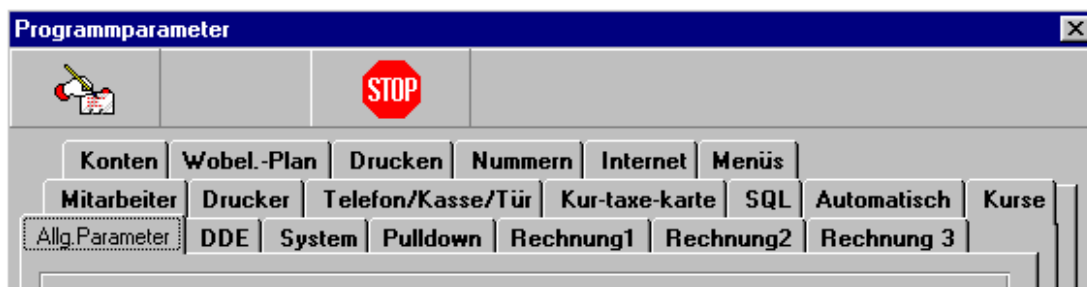 Programmparameter
STOP
Konten Wobel.-Plan Drucken Nummern Internet Menüs
Mitarbeiter Drucker Telefon/Kasse/Tür Kur-taxe-karte SQL Automatisch Kurse
Allg.Parameter DDE System Pulldown Rechnung1 Rechnung2 Rechnung 3